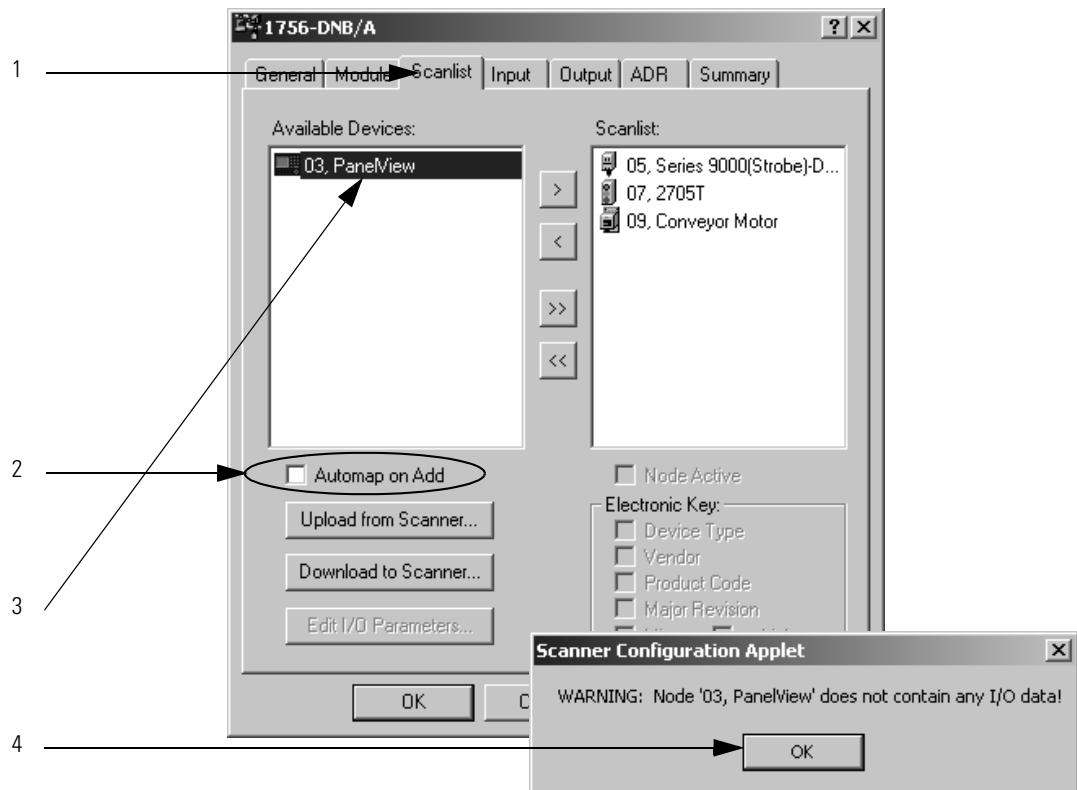 1756-DNB/A
1
General Module Scanlist Input Output ADR Summary
Available Devices:
Scanlist:
03, PanelView
05, Series 9000(Strobe)-D...
07, 2705T
09, Conveyor Motor
>
<
>>
<<
2
Automap on Add
Node Active
Upload from Scanner...
Electronic Key:
Device Type
Vendor
Download to Scanner...
Product Code
3
Major Revision
Edit I/O Parameters...
Scanner Configuration Applet
WARNING: Node '03, PanelView' does not contain any I/O data!
OK
4
OK